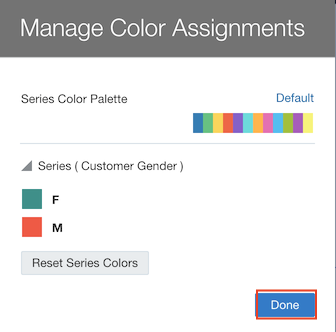 Manage Color Assignments
Series Color Palette Default
Series ( Customer Gender )
F
M
Reset Series Colors
Done